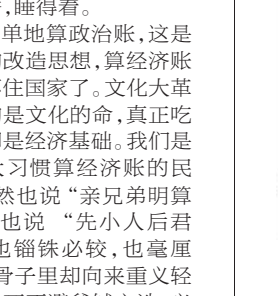 ，睡得着。
单地算政治账，这是
改造思想，算经济账
住国家了。文化大革
是文化的命，真正吃
是经济基础。我们是
习惯算经济账的民
然也说“亲兄弟明算
也说 “先小人后君
也锱铢必较，也毫厘
骨子里却向来重义轻